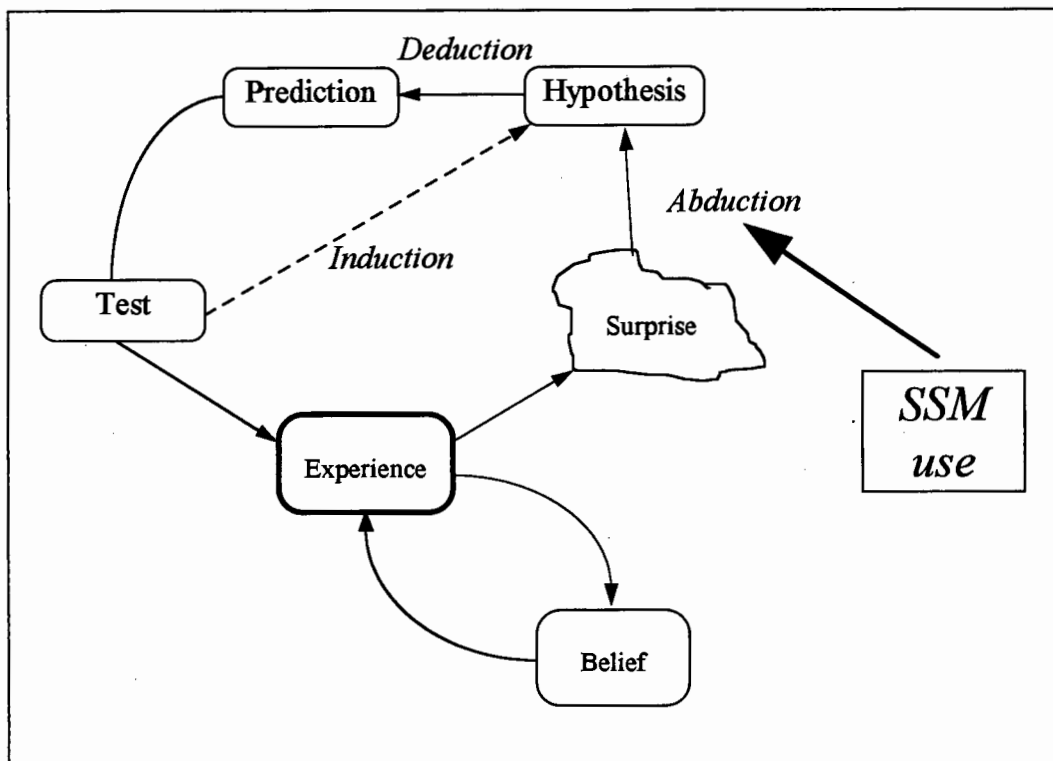 Deduction
Prediction
Hypothesis
Abduction
Induction
Test
Surprise
SSM
use
Experience
Belief